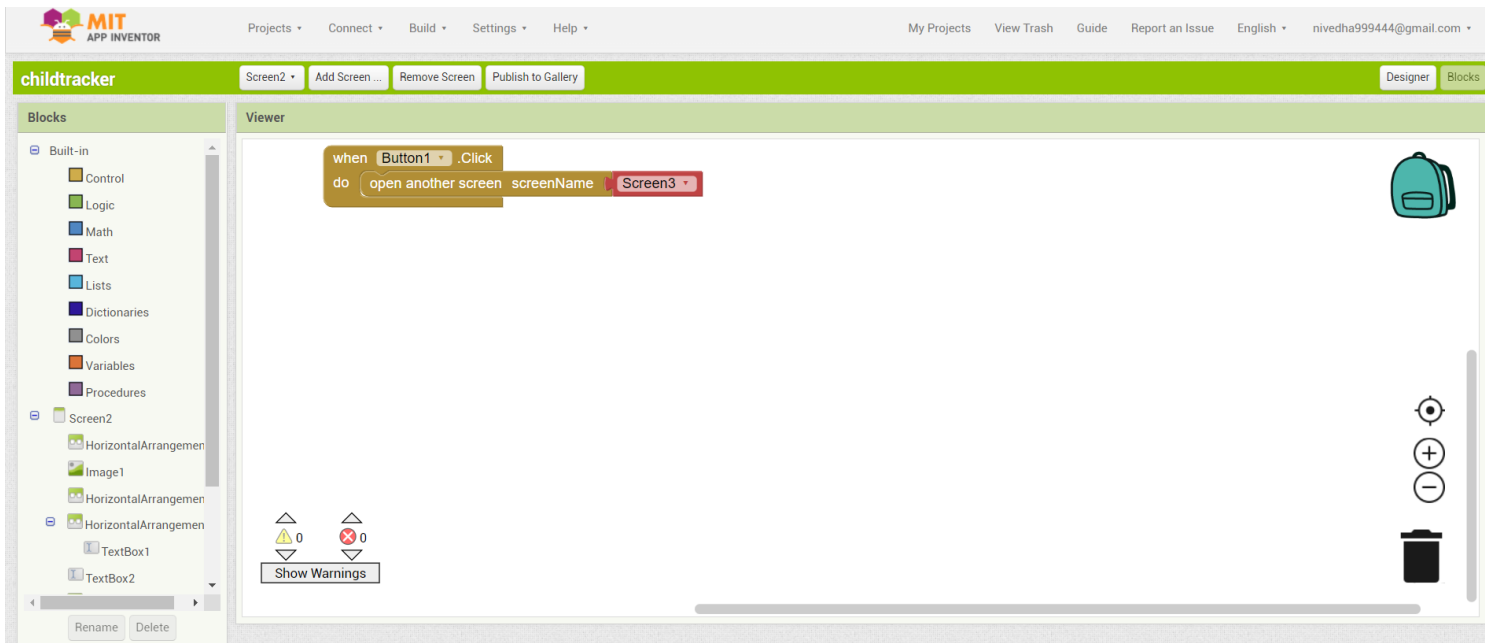 MIT
APP INVENTOR
Projects Connect Build Settings Help My Projects View Trash Guide Report an Issue English nivedha999444@gmail.com
childtracker Screen2 Add Screen ... Remove Screen Publish to Gallery Designer Blocks
Blocks
Viewer
Built-in
Control
Logic
Math
Text
Lists
Dictionaries
Colors
Variables
Procedures
Screen2
HorizontalArrangemen
Image1
HorizontalArrangemen
HorizontalArrangemen
TextBox1
TextBox2
Rename Delete
when Button1 .Click
do open another screen screenName Screen3
0 0
Show Warnings